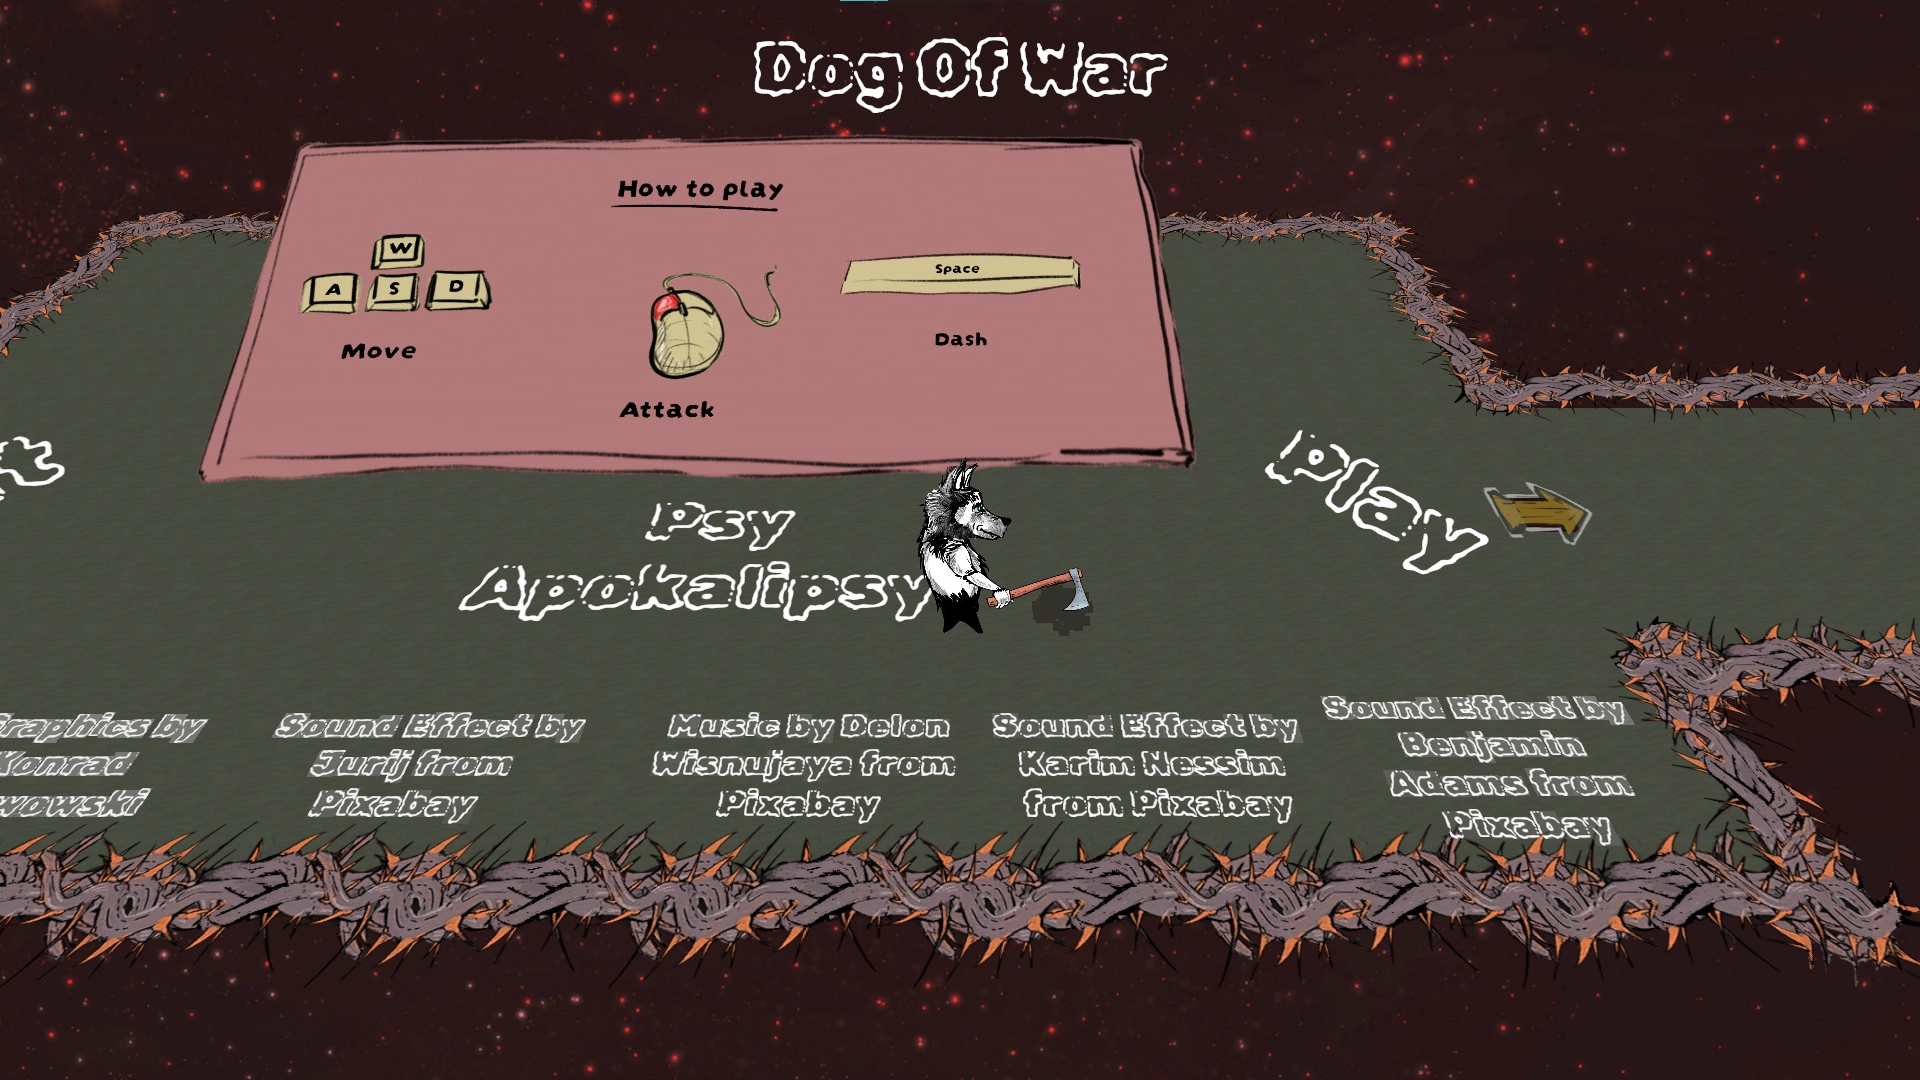 Dog Of War
How to play
W
A S D
Space
Move
Dash
Attack
Play
Psy
Apokalipsy
Graphics by
Konrad
Sound Effect by
Jurij from
Pixabay
Music by Delon
Wisnujaya from
Pixabay
Sound Effect by
Karim Nessim
from Pixabay
Sound Effect by
Benjamin
Adams from
Pixabay